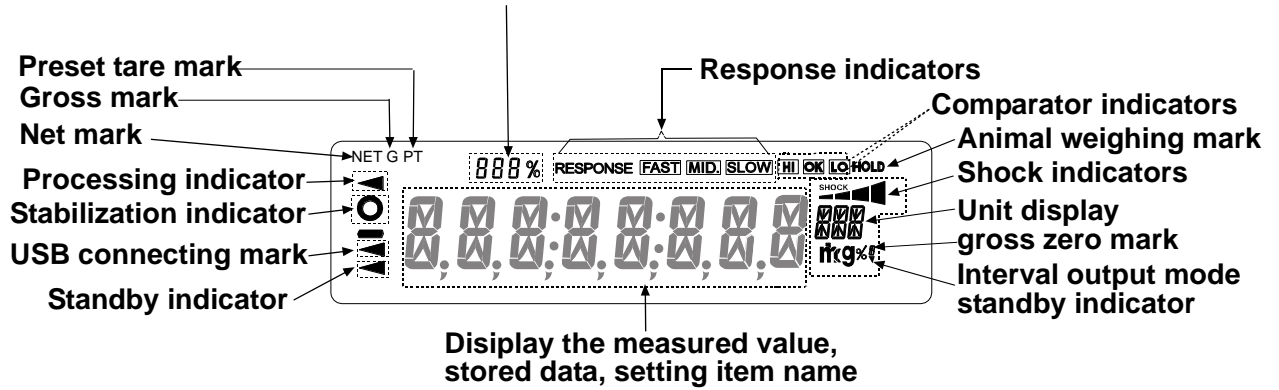 Preset tare mark
Gross mark
Net mark
Processing indicator
Stabilization indicator
USB connecting mark
Standby indicator
NET G PT
%
RESPONSE FAST MID. SLOW HI OK LO HOLD
SHOCK
g %
Response indicators
Comparator indicators
Animal weighing mark
Shock indicators
Unit display
gross zero mark
Interval output mode
standby indicator
Disiplay the measured value,
stored data, setting item name